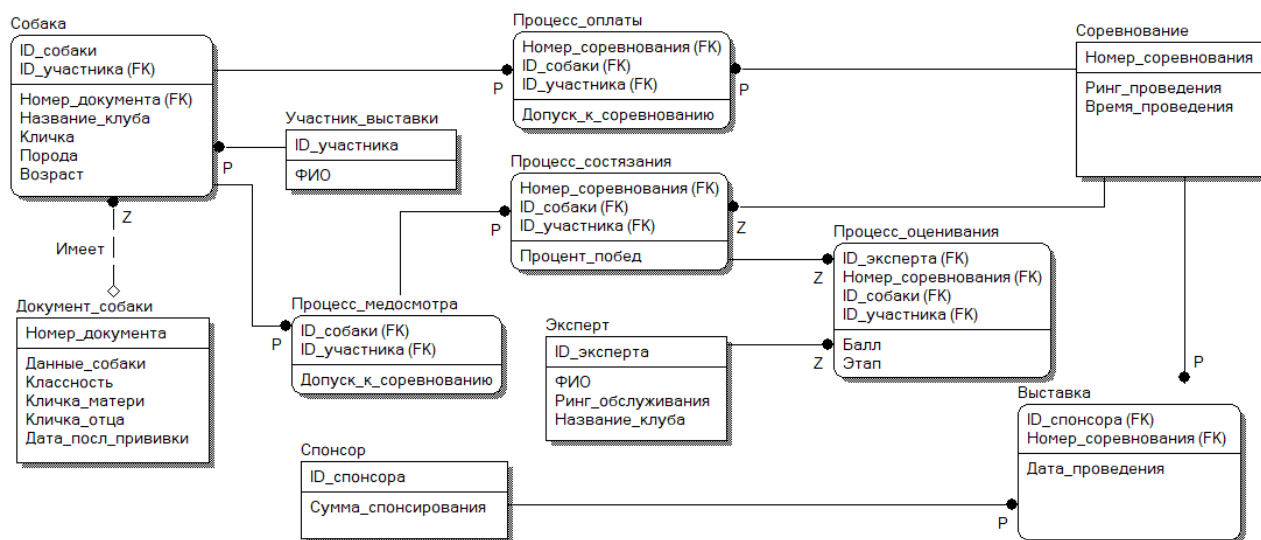 Собака
ID_собаки
ID_участника (FK)
Номер_документа (FK)
Название_клуба
Кличка
Порода
Возраст
Z
Имеет
Документ_собаки
Номер_документа
Данные_собаки
Классность
Кличка_матери
Кличка_отца
Дата_посл_прививки
Участник_выставки
P
ID_участника
ФИО
Процесс_медосмотра
P
ID_собаки (FK)
ID_участника (FK)
Допуск_к_соревнованию
Процесс_оплаты
P
Номер_соревнования (FK)
ID_собаки (FK)
ID_участника (FK)
Допуск_к_соревнованию
P
Процесс_состязания
P
Номер_соревнования (FK)
ID_собаки (FK)
ID_участника (FK)
Процент_побед
Z
Соревнование
Номер_соревнования
Ринг_проведения
Время_проведения
Процесс_оценивания
Z
ID_эксперта (FK)
Номер_соревнования (FK)
ID_собаки (FK)
ID_участника (FK)
Балл
Этап
Z
Эксперт
ID_эксперта
ФИО
Ринг_обслуживания
Название_клуба
Спонсор
ID_спонсора
Сумма_спонсирования
P
Выставка
ID_спонсора (FK)
Номер_соревнования (FK)
Дата_проведения
P